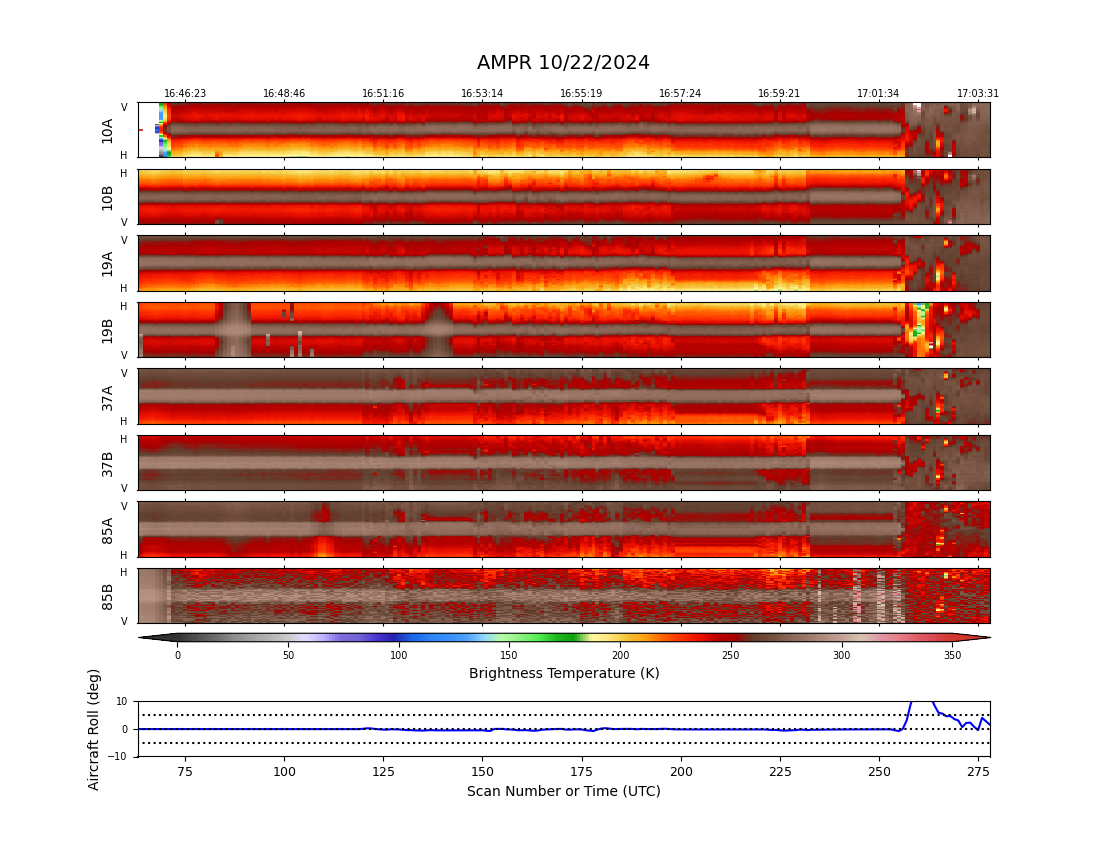 AMPR 10/22/2024
16:46:23 16:48:46 16:51:16 16:53:14 16:55:19 16:57:24 16:59:21 17:01:34 17:03:31
V
10A
H
H
10B
V
V
19A
H
H
19B
V
V
37A
H
H
37B
V
V
85A
H
H
85B
V
0 50 100 150 200 250 300 350
Brightness Temperature (K)
Aircraft Roll (deg)
10
0
−10
75 100 125 150 175 200 225 250 275
Scan Number or Time (UTC)